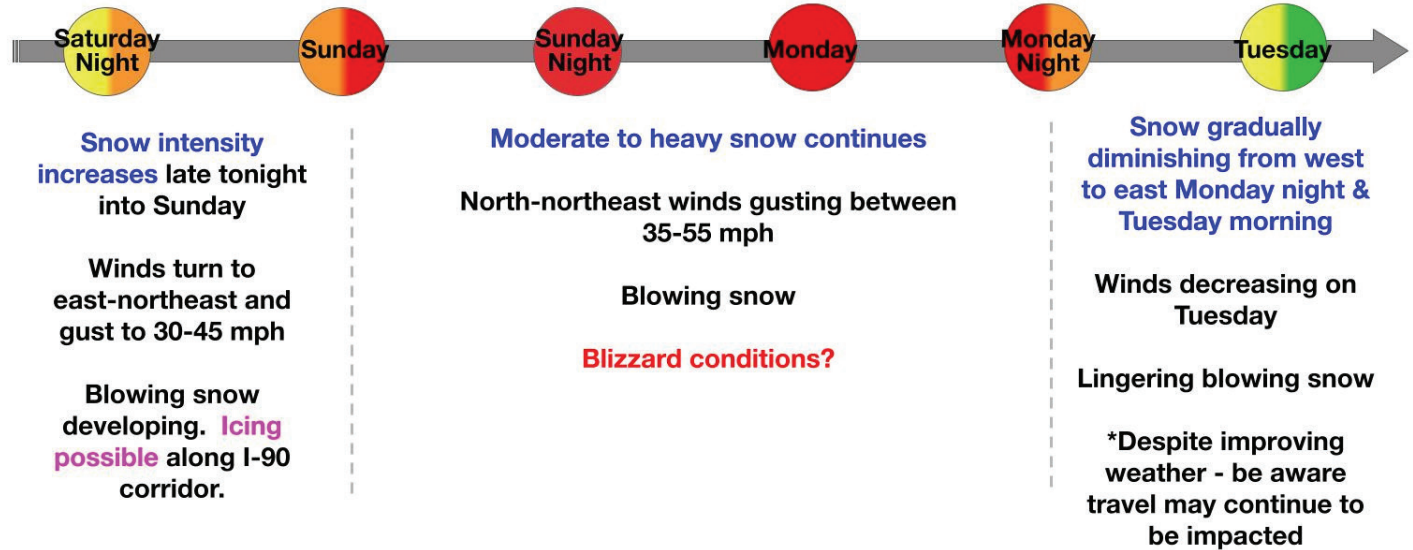 Saturday
Night
Sunday
Sunday
Night
Monday
Monday
Night
Tuesday
Snow intensity
increases late tonight
into Sunday
Winds turn to
east-northeast and
gust to 30-45 mph
Blowing snow
developing.  Icing
possible along I-90
corridor.
Moderate to heavy snow continues
North-northeast winds gusting between
35-55 mph
Blowing snow
Blizzard conditions?
Snow gradually
diminishing from west
to east Monday night &
Tuesday morning
Winds decreasing on
Tuesday
Lingering blowing snow
*Despite improving
weather - be aware
travel may continue to
be impacted